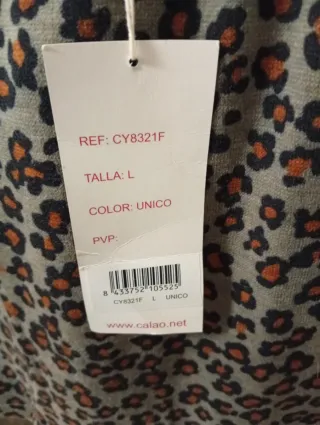 REF: CY8321F
TALLA: L
COLOR: UNICO
PVP:
8 433752 105525
CY8321F L UNICO
www.calao.net